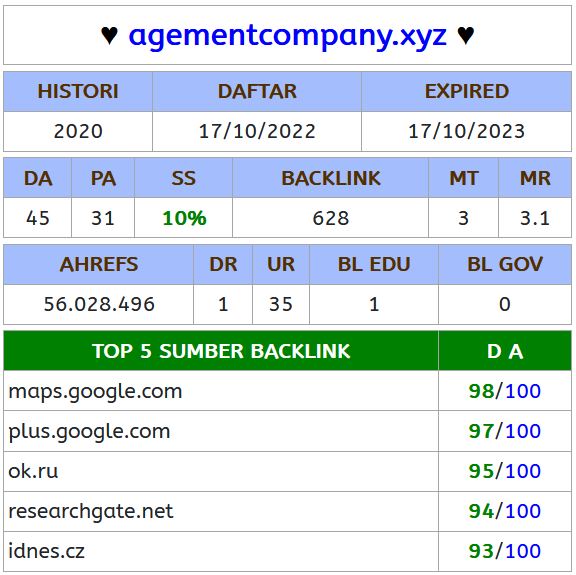 ♥ agementcompany.xyz ♥
HISTORI DAFTAR EXPIRED
2020 17/10/2022 17/10/2023
DA PA SS BACKLINK MT MR
45 31 10% 628 3 3.1
AHREFS DR UR BL EDU BL GOV
56.028.496 1 35 1 0
TOP 5 SUMBER BACKLINK D A
maps.google.com 98/100
plus.google.com 97/100
ok.ru 95/100
researchgate.net 94/100
idnes.cz 93/100